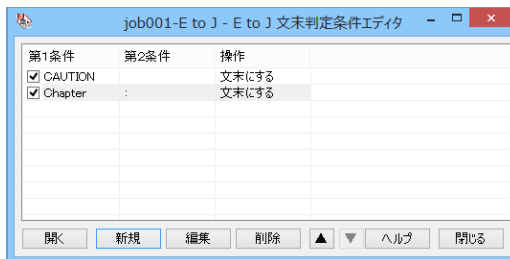 job001-E to J - E to J 文末判定条件エディタ
第1条件 第2条件 操作
CAUTION 文末にする
Chapter : 文末にする
開く 新規 編集 削除 ▲ ▼ ヘルプ 閉じる